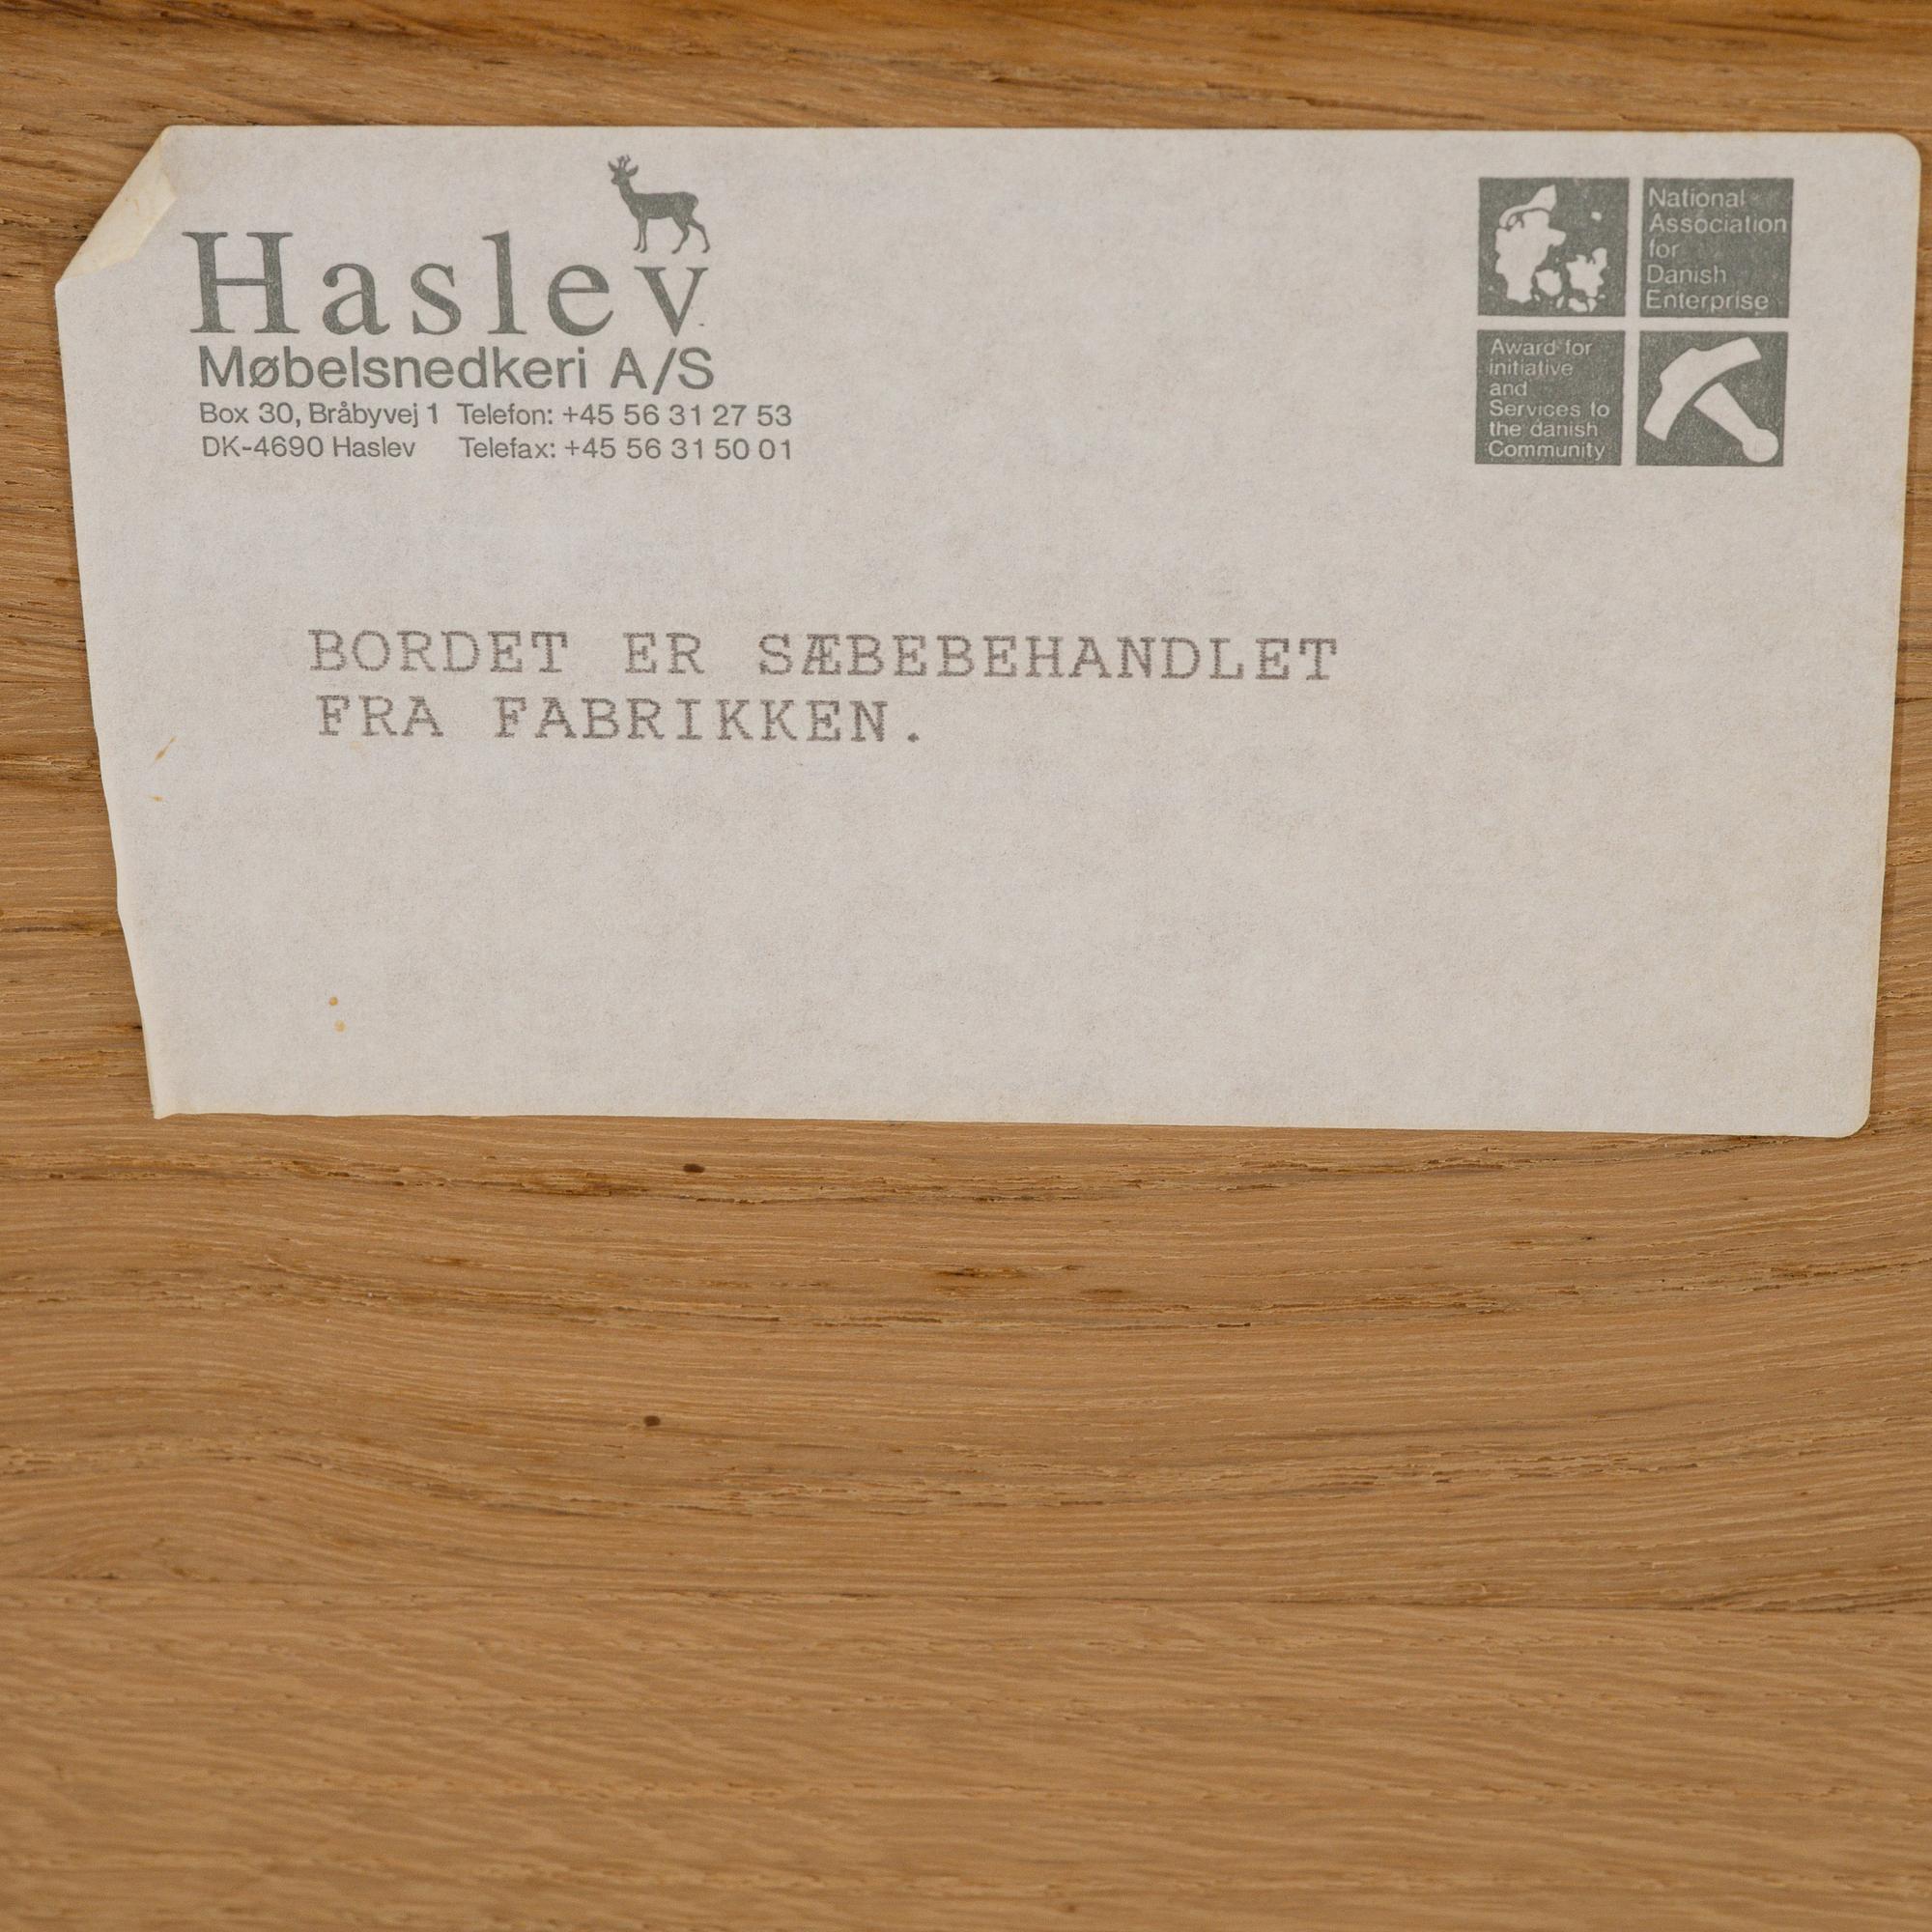 Haslev
Møbelsnedkeri A/S
Box 30, Bråbyvej 1 Telefon: +45 56 31 27 53
DK-4690 Haslev Telefax: +45 56 31 50 01
National
Association
for
Danish
Enterprise
Award for
initiative
and
Services to
the danish
Community
BORDET ER SÆBEBEHANDLET
FRA FABRIKKEN.